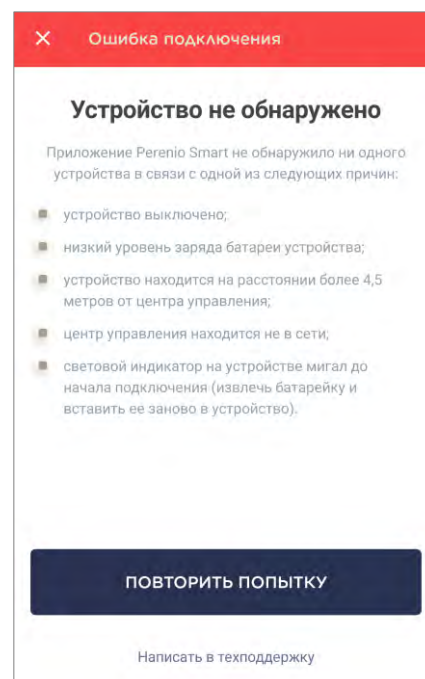 Ошибка подключения
Устройство не обнаружено
Приложение Perenio Smart не обнаружило ни одного
устройства в связи с одной из следующих причин:
устройство выключено;
низкий уровень заряда батареи устройства;
устройство находится на расстоянии более 4,5
метров от центра управления;
центр управления находится не в сети;
световой индикатор на устройстве мигал до
начала подключения (извлечь батарейку и
вставить ее заново в устройство).
ПОВТОРИТЬ ПОПЫТКУ
Написать в техподдержку